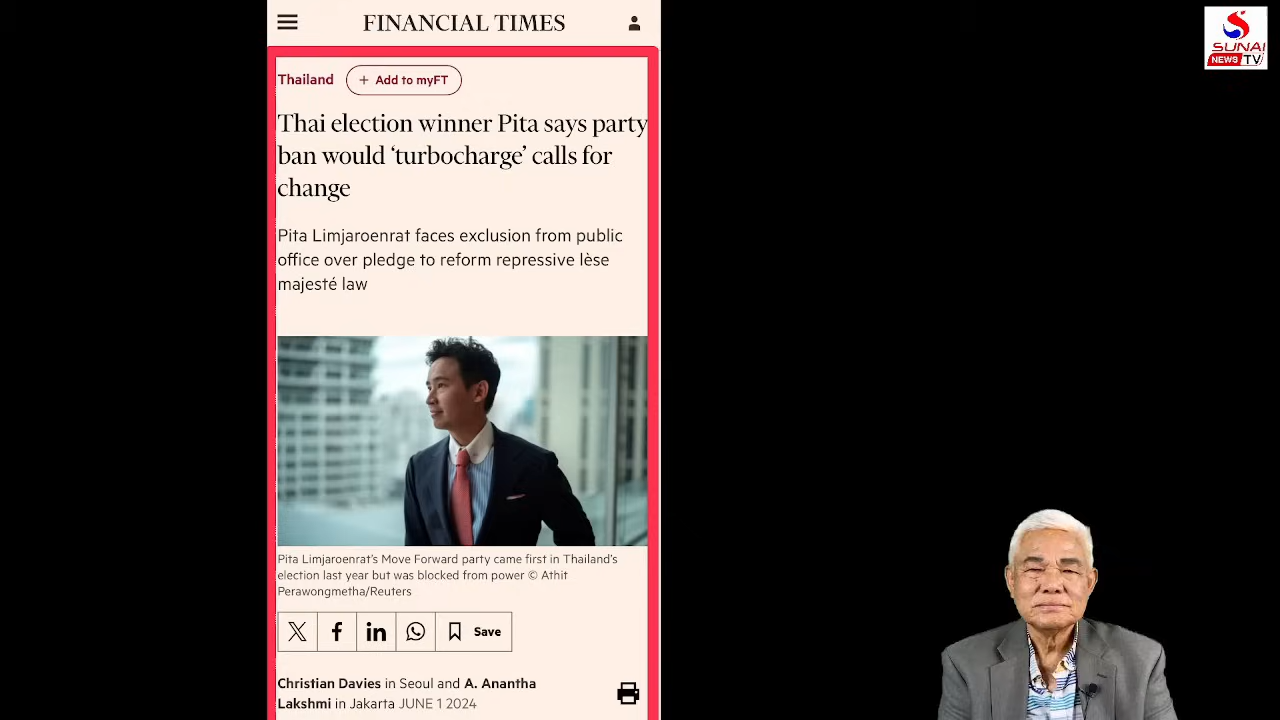 FINANCIAL TIMES
SUNAI
NEWS TV
Thailand
+ Add to myFT
Thai election winner Pita says party
ban would ‘turbocharge’ calls for
change
Pita Limjaroenrat faces exclusion from public
office over pledge to reform repressive lèse
majesté law
Pita Limjaroenrat's Move Forward party came first in Thailand's
election last year but was blocked from power © Athit
Perawongmetha/Reuters
Save
Christian Davies in Seoul and A. Anantha
Lakshmi in Jakarta JUNE 1 2024